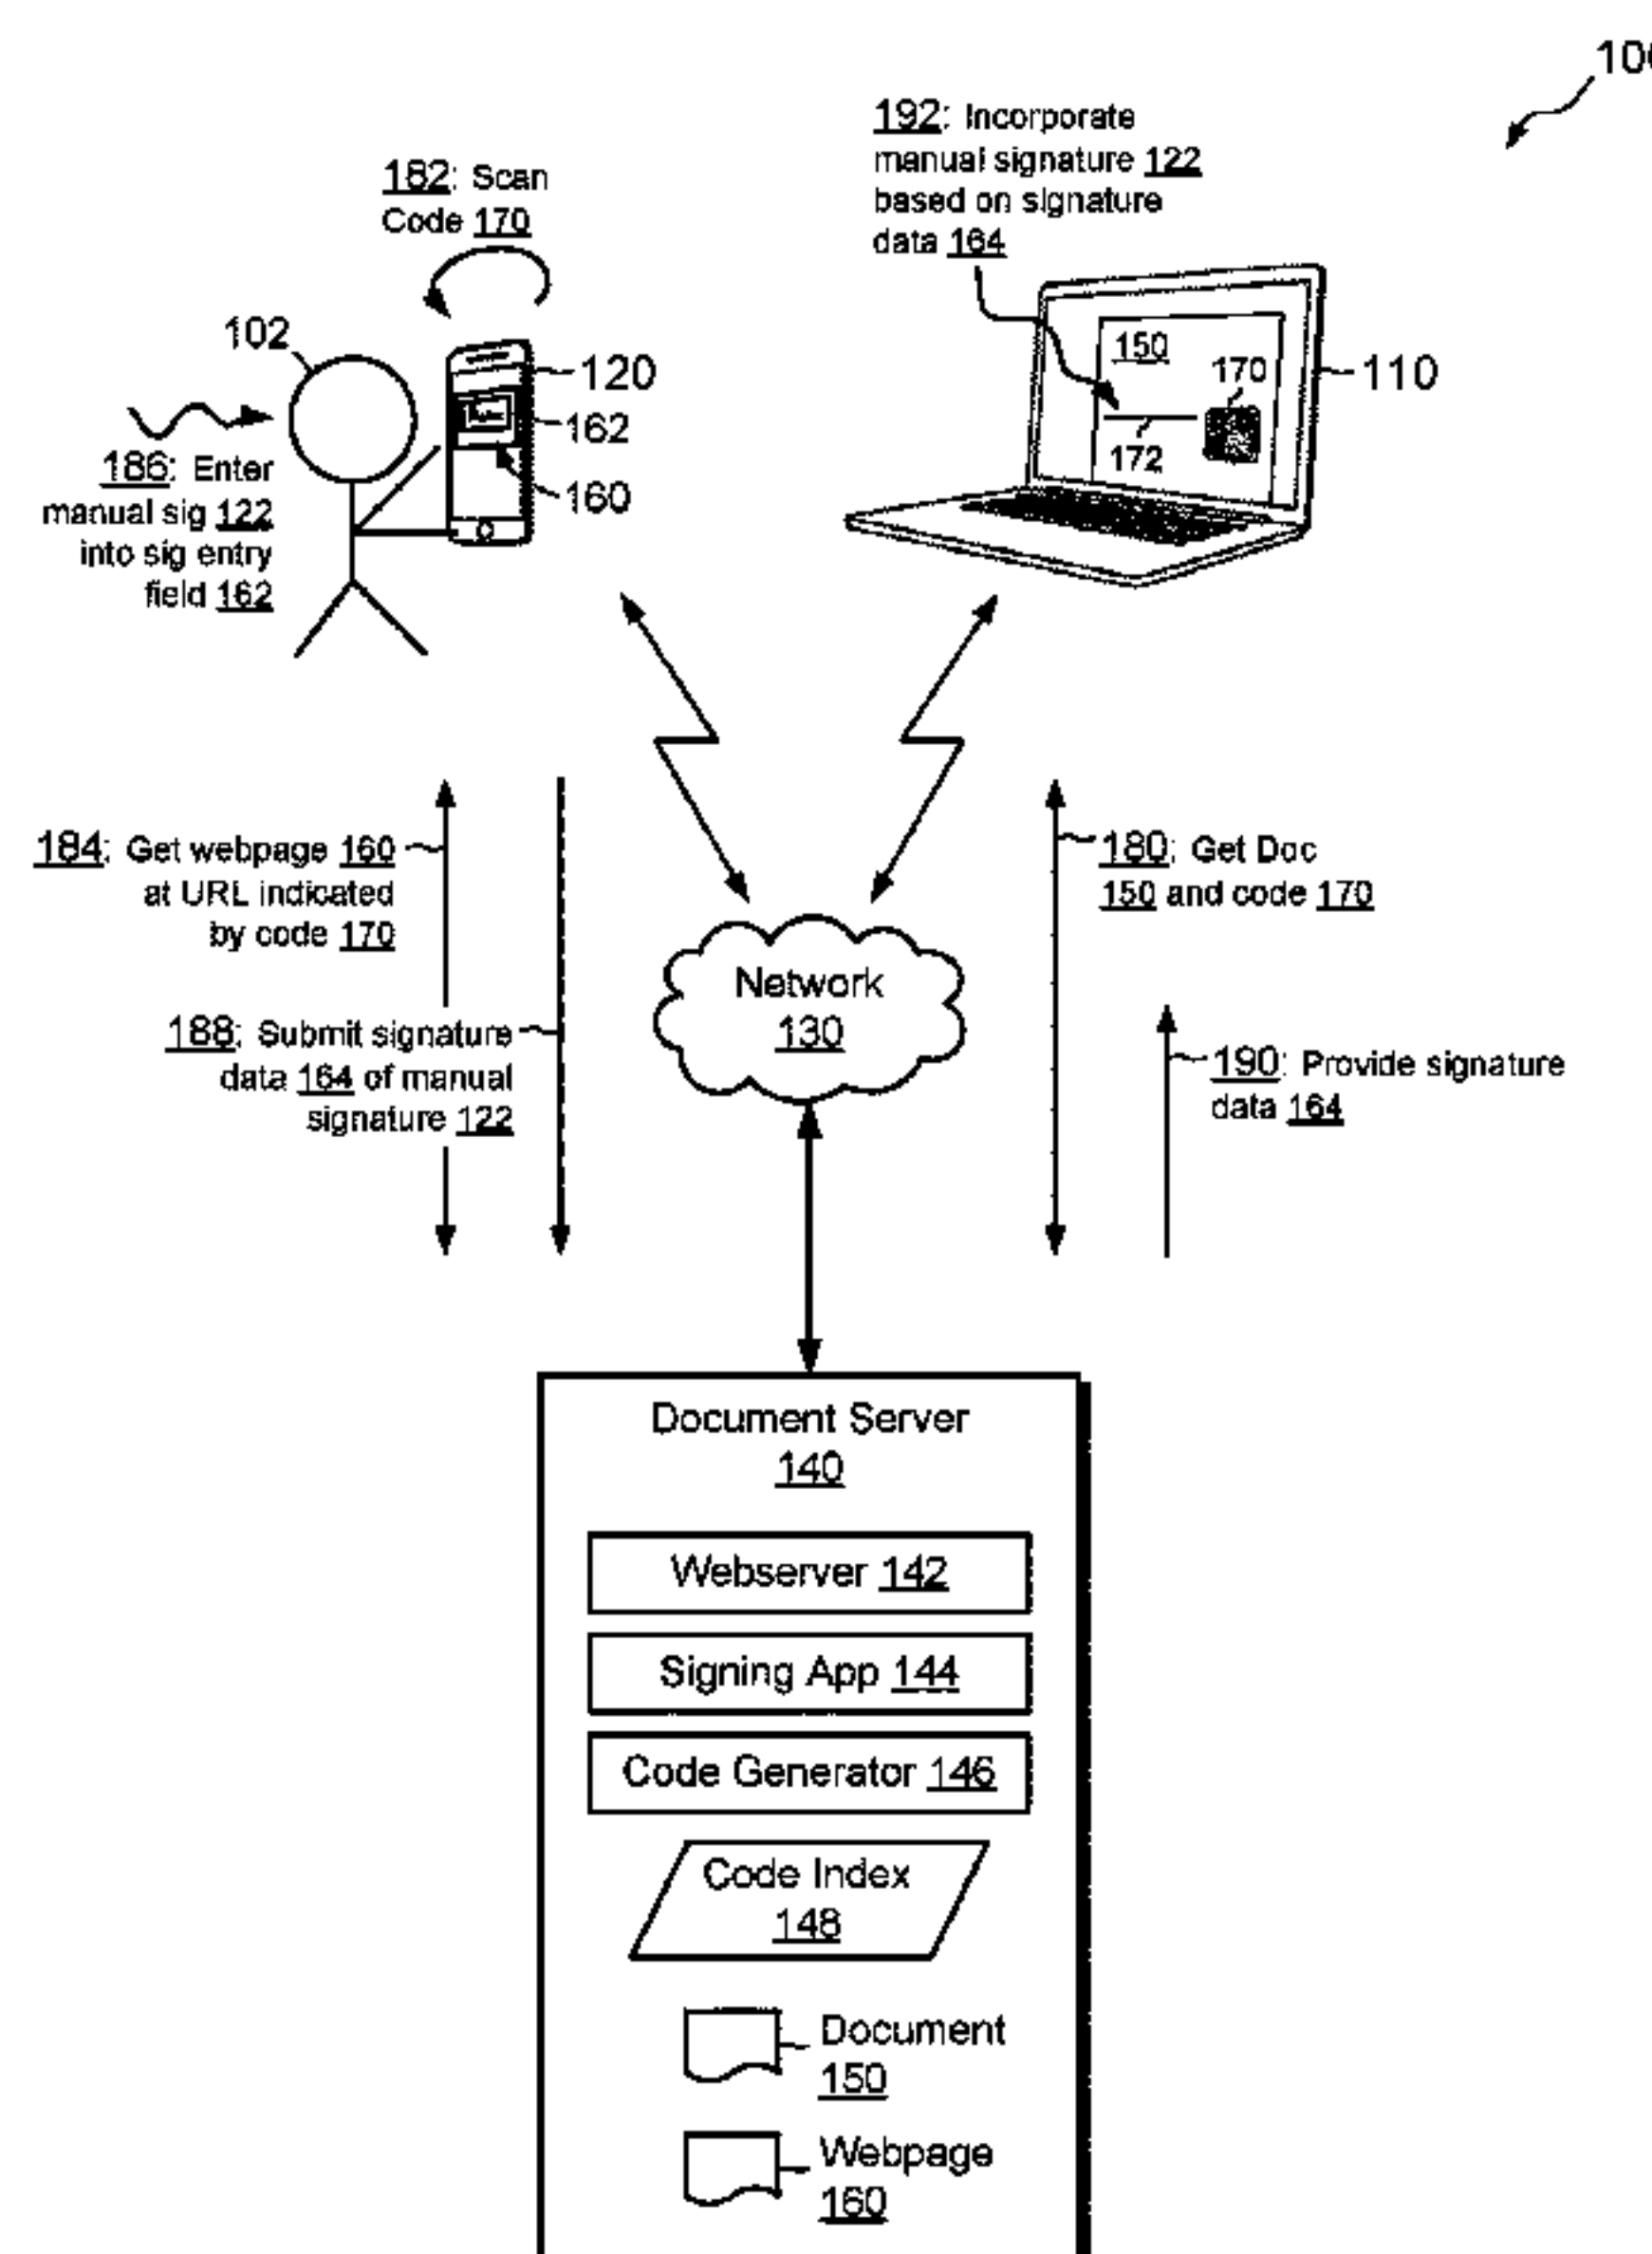 100
192: Incorporate
manual signature 122
based on signature
data 164
182: Scan
Code 170
102
120
162
160
186: Enter
manual sig 122
into sig entry
field 162
150
170
172
110
184: Get webpage 160
at URL indicated
by code 170
188: Submit signature
data 164 of manual
signature 122
Network
130
180: Get Doc
150 and code 170
190: Provide signature
data 164
Document Server
140
Webserver 142
Signing App 144
Code Generator 146
Code Index
148
Document
150
Webpage
160